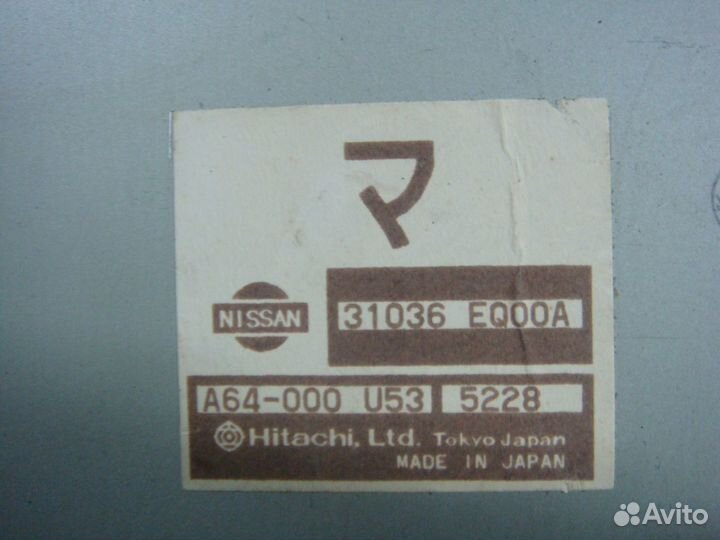 マ
NISSAN
31036 EQ00A
A64-000 U53 5228
Hitachi, Ltd. Tokyo Japan
MADE IN JAPAN
Avito